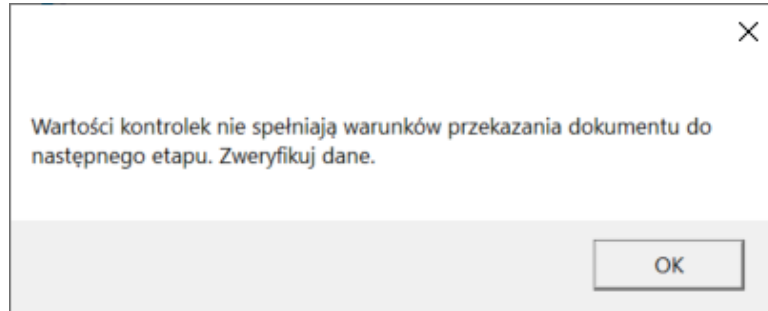 Wartości kontrolek nie spełniają warunków przekazania dokumentu do
następnego etapu. Zweryfikuj dane.
OK